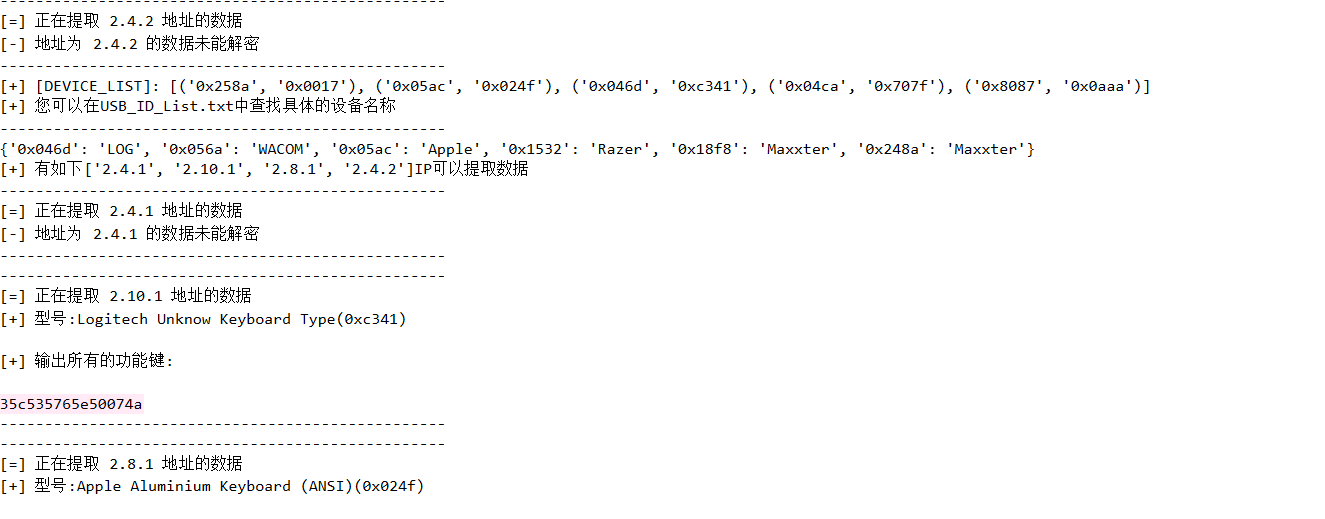 --------------------------------------------------
[=] 正在提取 2.4.2 地址的数据
[-] 地址为 2.4.2 的数据未能解密
--------------------------------------------------
[+] [DEVICE_LIST]: [('0x258a', '0x0017'), ('0x05ac', '0x024f'), ('0x046d', '0xc341'), ('0x04ca', '0x707f'), ('0x8087', '0x0aaa')]
[+] 您可以在USB_ID_List.txt中查找具体的设备名称
--------------------------------------------------
{'0x046d': 'LOG', '0x056a': 'WACOM', '0x05ac': 'Apple', '0x1532': 'Razer', '0x18f8': 'Maxxter', '0x248a': 'Maxxter'}
[+] 有如下['2.4.1', '2.10.1', '2.8.1', '2.4.2']IP可以提取数据
--------------------------------------------------
[=] 正在提取 2.4.1 地址的数据
[-] 地址为 2.4.1 的数据未能解密
--------------------------------------------------
--------------------------------------------------
[=] 正在提取 2.10.1 地址的数据
[+] 型号:Logitech Unknow Keyboard Type(0xc341)
[+] 输出所有的功能键:
35c535765e50074a
--------------------------------------------------
--------------------------------------------------
[=] 正在提取 2.8.1 地址的数据
[+] 型号:Apple Aluminium Keyboard (ANSI)(0x024f)